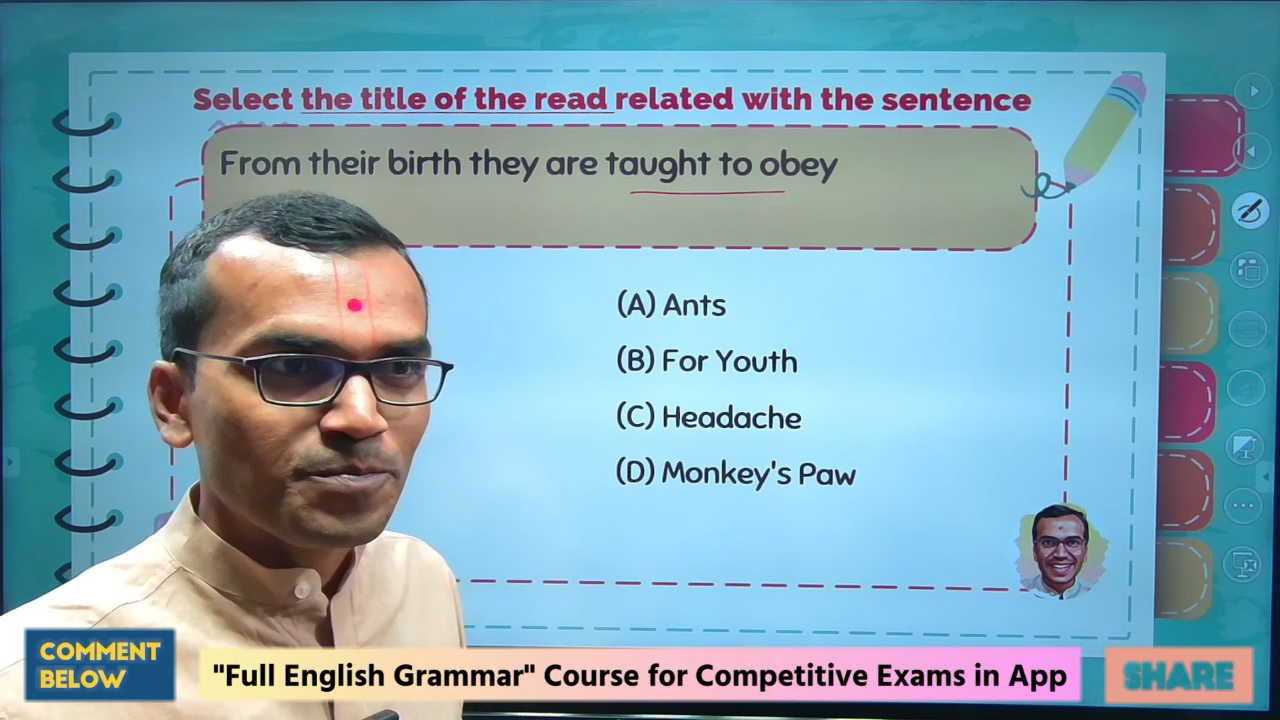 Select the title of the read related with the sentence
From their birth they are taught to obey
(A) Ants
(B) For Youth
(C) Headache
(D) Monkey's Paw
COMMENT
BELOW
"Full English Grammar" Course for Competitive Exams in App
SHARE